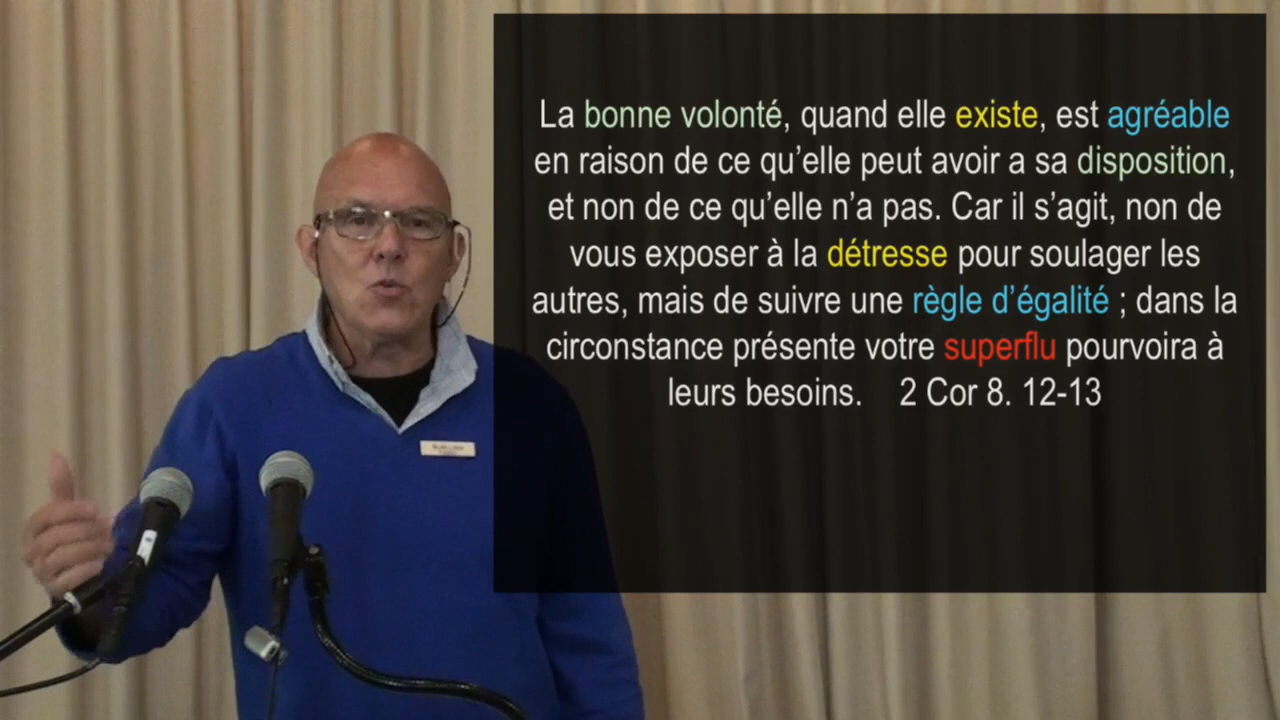 La bonne volonté, quand elle existe, est agréable
en raison de ce qu’elle peut avoir a sa disposition,
et non de ce qu’elle n’a pas. Car il s’agit, non de
vous exposer à la détresse pour soulager les
autres, mais de suivre une règle d’égalité ; dans la
circonstance présente votre superflu pourvoira à
leurs besoins. 2 Cor 8. 12-13